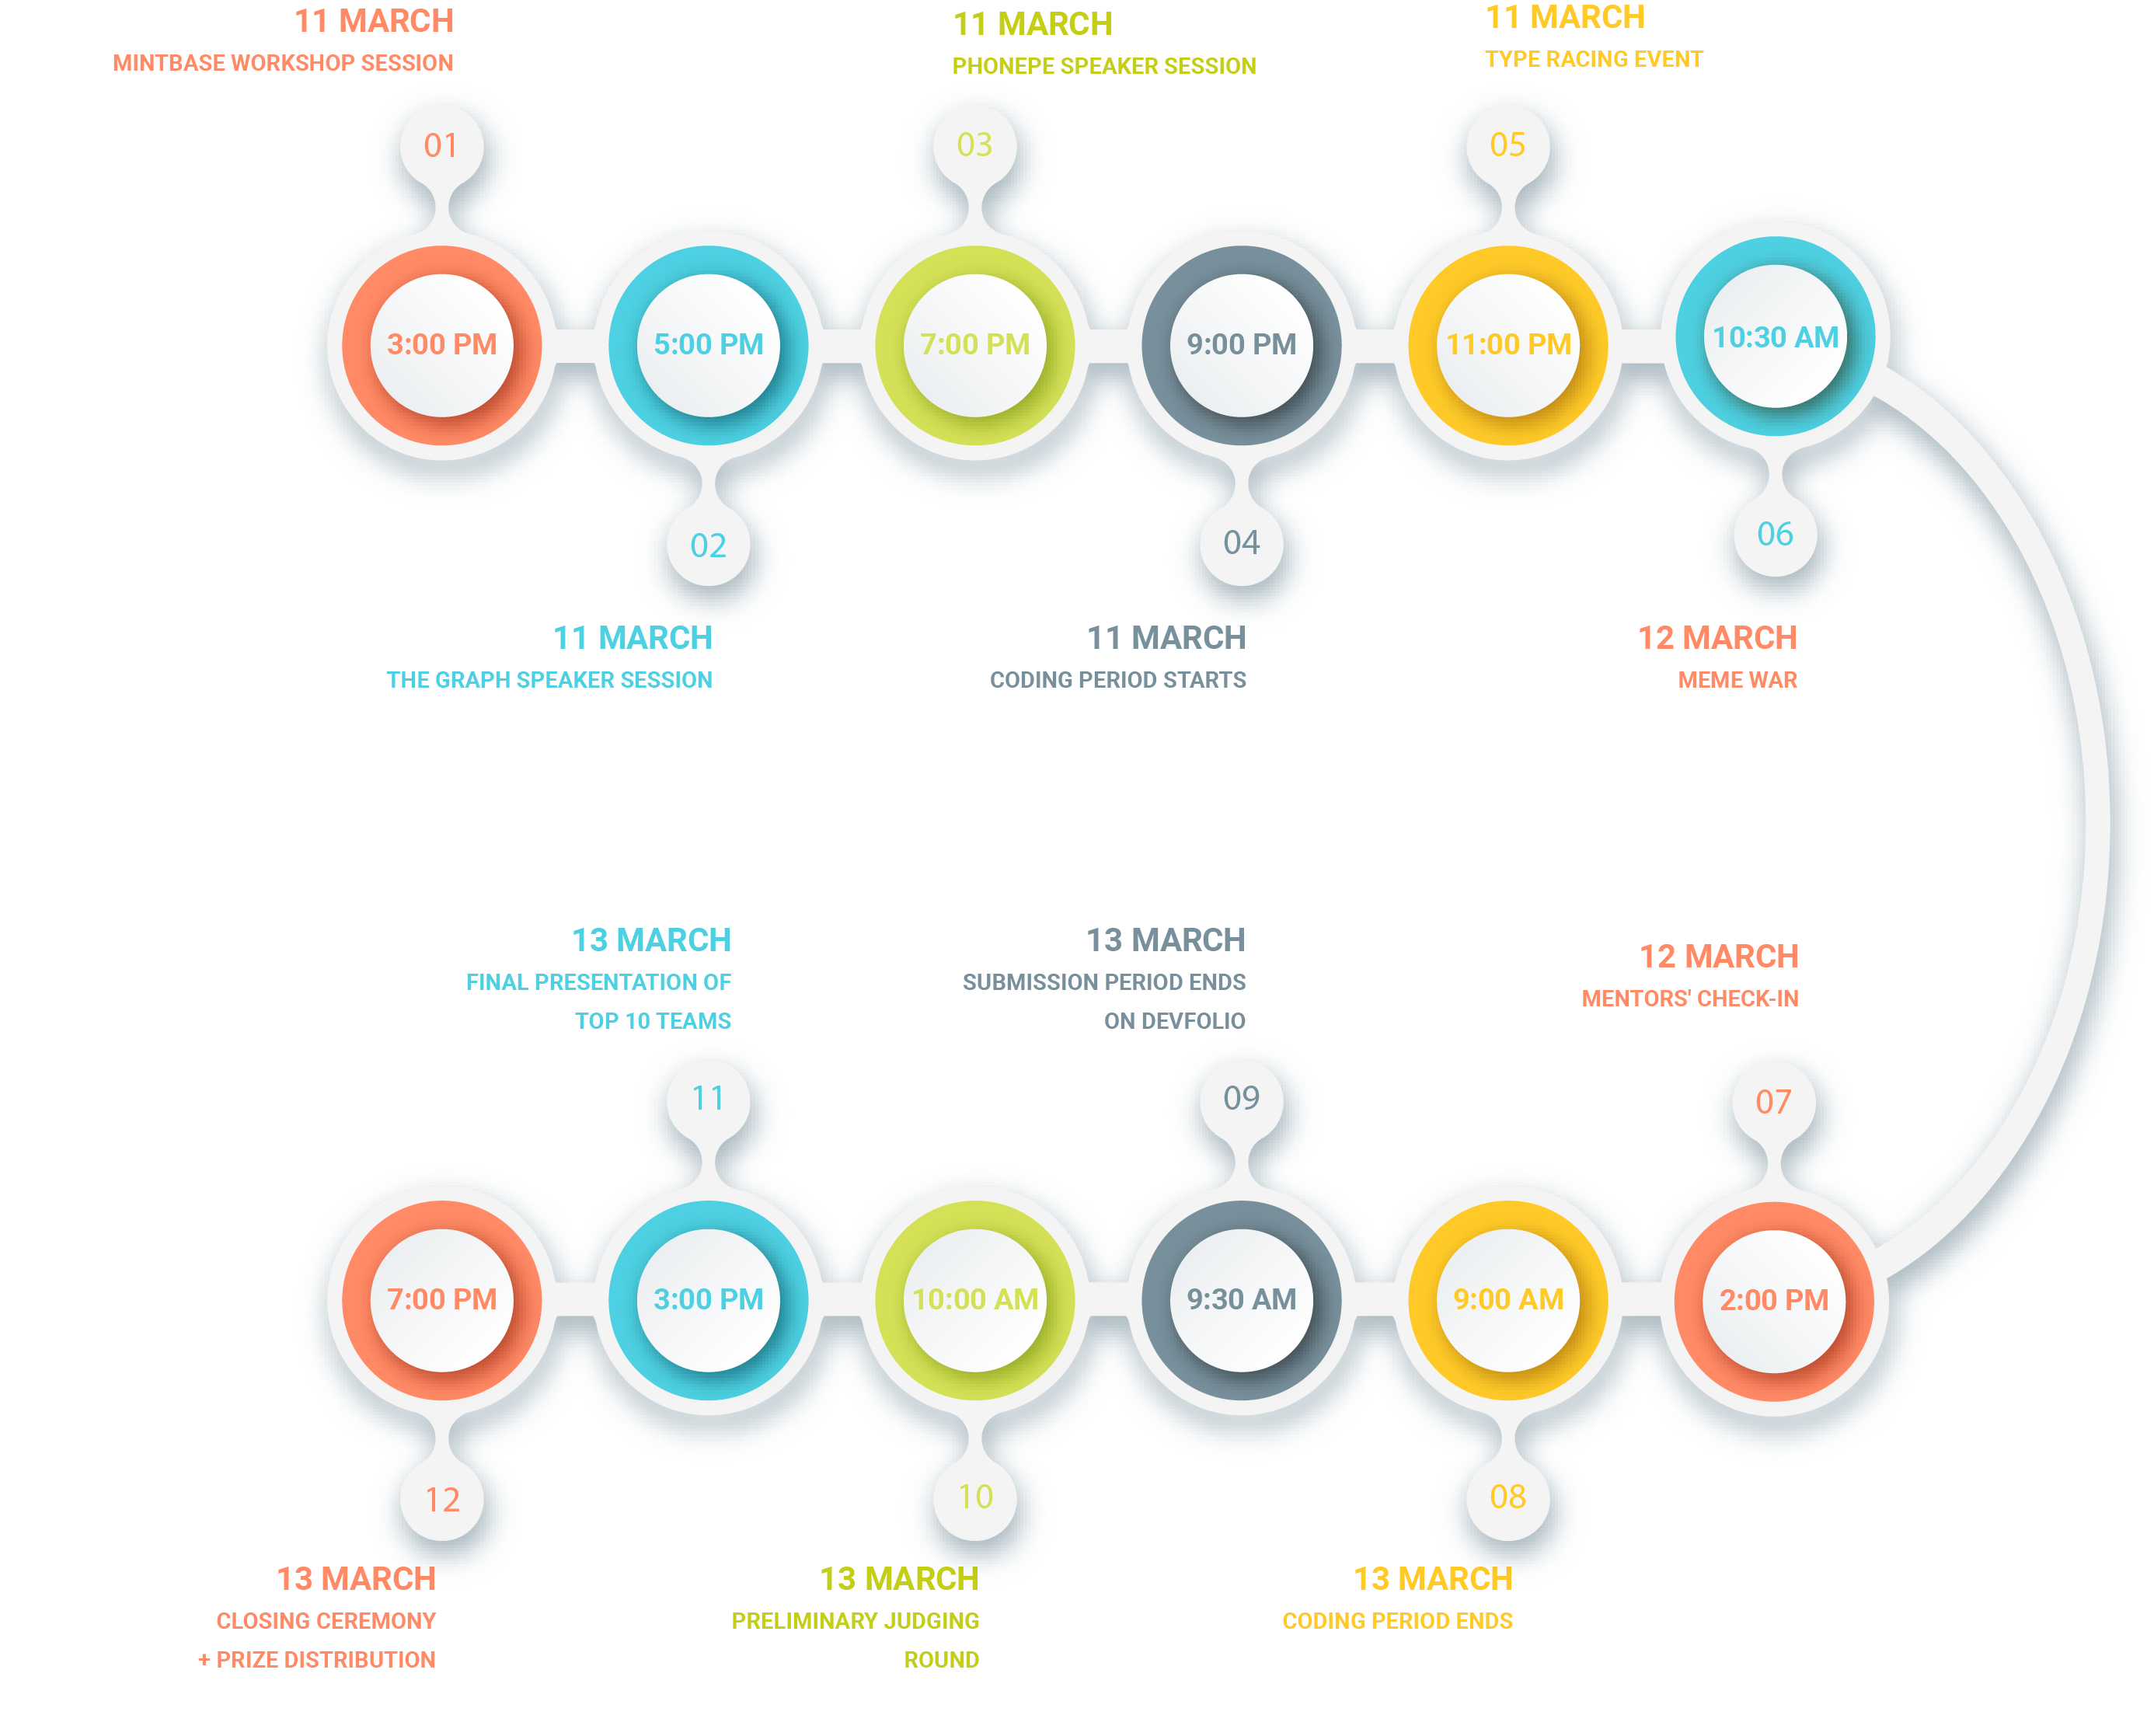 11 MARCH
MINTBASE WORKSHOP SESSION
01
3:00 PM
5:00 PM
02
11 MARCH
THE GRAPH SPEAKER SESSION
11 MARCH
PHONEPE SPEAKER SESSION
03
7:00 PM
9:00 PM
04
11 MARCH
CODING PERIOD STARTS
11 MARCH
TYPE RACING EVENT
05
11:00 PM
10:30 AM
06
12 MARCH
MEME WAR
12 MARCH
MENTORS' CHECK-IN
07
2:00 PM
9:00 AM
08
13 MARCH
CODING PERIOD ENDS
13 MARCH
SUBMISSION PERIOD ENDS
ON DEVFOLIO
09
9:30 AM
10:00 AM
10
13 MARCH
PRELIMINARY JUDGING
ROUND
13 MARCH
FINAL PRESENTATION OF
TOP 10 TEAMS
11
3:00 PM
7:00 PM
12
13 MARCH
CLOSING CEREMONY
+ PRIZE DISTRIBUTION